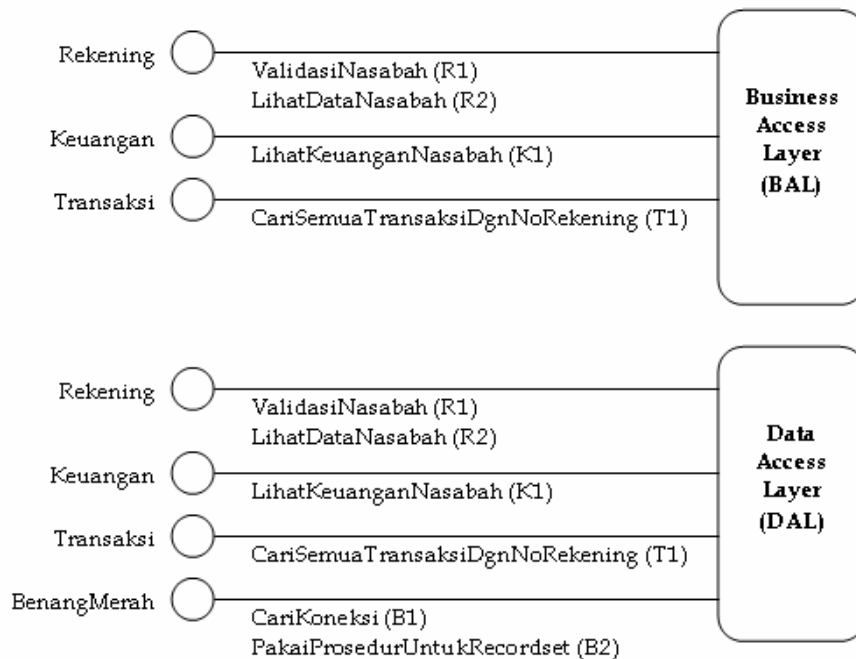 Rekening
ValidasiNasabah (R1)
LihatDataNasabah (R2)
Keuangan
LihatKeuanganNasabah (K1)
Transaksi
CariSemuaTransaksiDgnNoRekening (T1)
Business
Access
Layer
(BAL)
Rekening
ValidasiNasabah (R1)
LihatDataNasabah (R2)
Keuangan
LihatKeuanganNasabah (K1)
Transaksi
CariSemuaTransaksiDgnNoRekening (T1)
BenangMerah
CariKoneksi (B1)
PakaiProsedurUntukRecordset (B2)
Data
Access
Layer
(DAL)